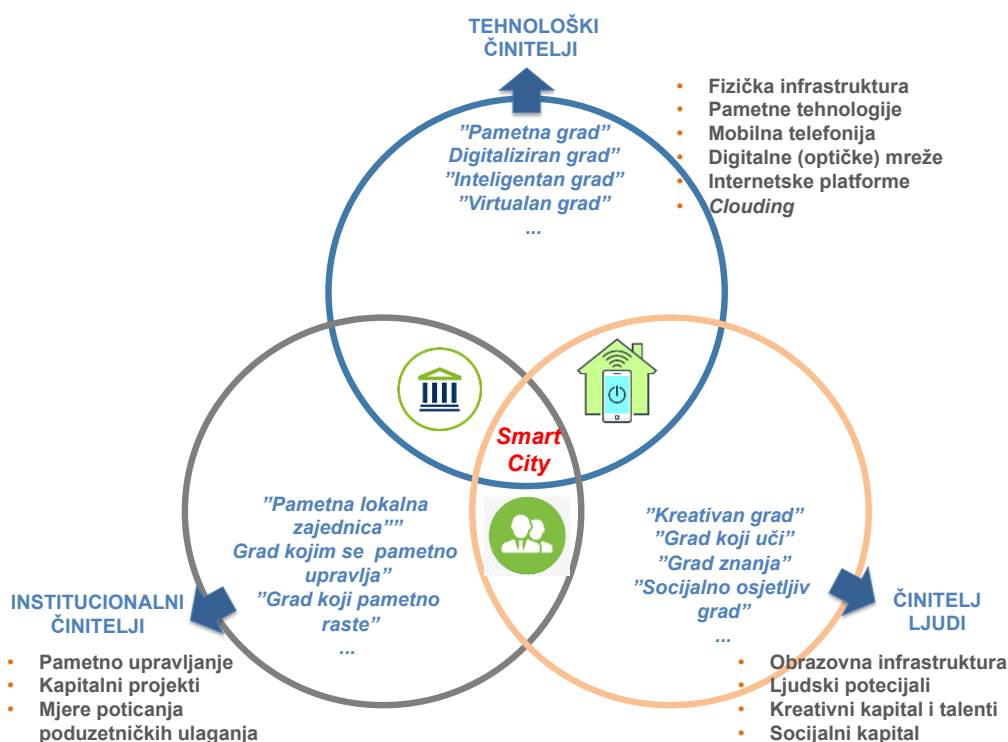 TEHNOLOŠKI
ČINITELJI
• Fizička infrastruktura
• Pametne tehnologije
• Mobilna telefonija
• Digitalne (optičke) mreže
• Internetske platforme
• Clouding
”Pametna grad”
Digitaliziran grad”
”Inteligentan grad”
”Virtualan grad”
...
Smart
City
”Pametna lokalna
zajednica””
Grad kojim se pametno
upravlja”
”Grad koji pametno
raste”
...
”Kreativan grad”
”Grad koji uči”
”Grad znanja”
”Socijalno osjetljiv
grad”
...
INSTITUCIONALNI
ČINITELJI
• Pametno upravljanje
• Kapitalni projekti
• Mjere poticanja
poduzetničkih ulaganja
ČINITELJ
LJUDI
• Obrazovna infrastruktura
• Ljudski potecijali
• Kreativni kapital i talenti
• Socijalni kapital